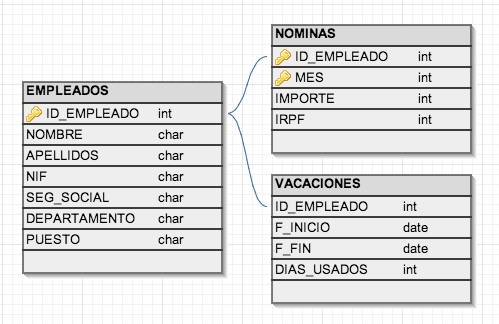 EMPLEADOS
ID_EMPLEADO int
NOMBRE char
APELLIDOS char
NIF char
SEG_SOCIAL char
DEPARTAMENTO char
PUESTO char
NOMINAS
ID_EMPLEADO int
MES int
IMPORTE int
IRPF int
VACACIONES
ID_EMPLEADO int
F_INICIO date
F_FIN date
DIAS_USADOS int